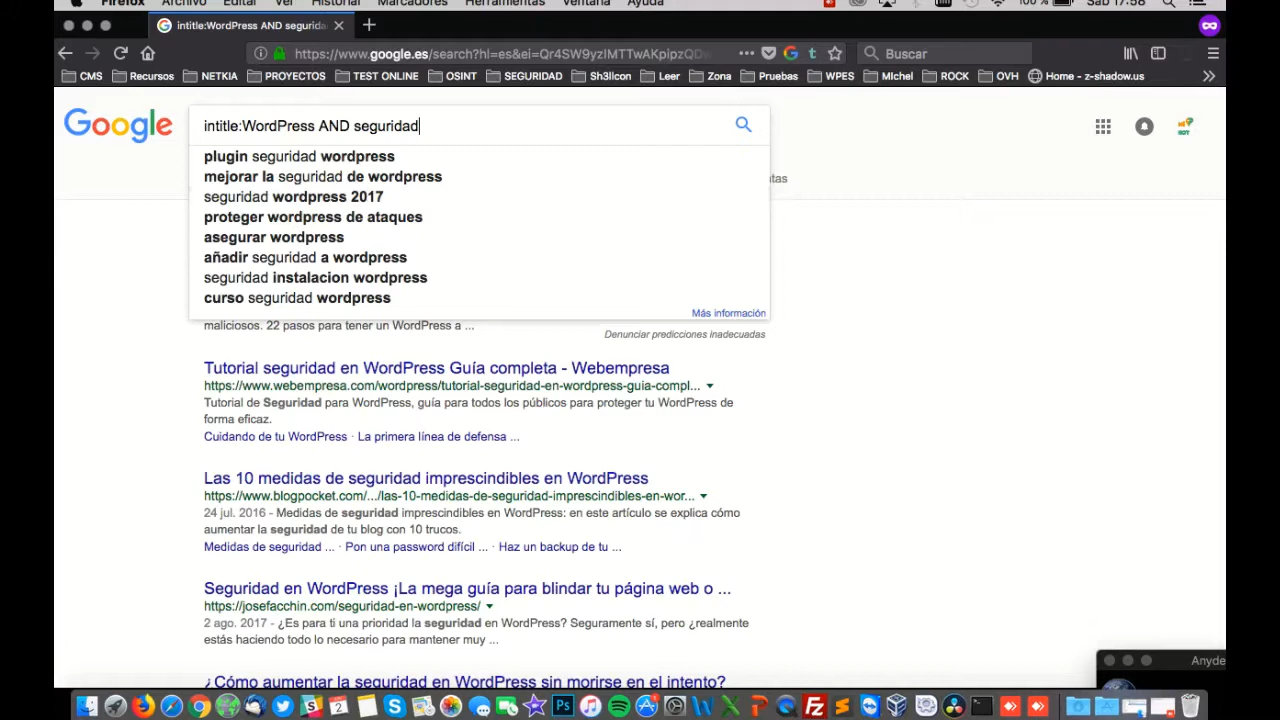 Firefox Archivo Editar Ver Historial Marcadores Herramientas Ventana Ayuda 100 % Sáb 17:58
intitle:WordPress AND segurida
https://www.google.es/search?hl=es&ei=Qr4SW9yzIMTTwAKpipzQD
Buscar
CMS Recursos NETKIA PROYECTOS TEST ONLINE OSINT SEGURIDAD Sh3llcon Leer Zona Pruebas WPES Michel ROCK OVH Home - z-shadow.us
Google
intitle:WordPress AND seguridad
plugin seguridad wordpress
mejorar la seguridad de wordpress
seguridad wordpress 2017
proteger wordpress de ataques
asegurar wordpress
añadir seguridad a wordpress
seguridad instalacion wordpress
curso seguridad wordpress
Más información
Denunciar predicciones inadecuadas
ntas
maliciosos. 22 pasos para tener un WordPress a ...
Tutorial seguridad en WordPress Guía completa - Webempresa
https://www.webempresa.com/wordpress/tutorial-seguridad-en-wordpress-guia-compl...
Tutorial de Seguridad para WordPress, guía para todos los públicos para proteger tu WordPress de
forma eficaz.
Cuidando de tu WordPress · La primera línea de defensa ...
Las 10 medidas de seguridad imprescindibles en WordPress
https://www.blogpocket.com/.../las-10-medidas-de-seguridad-imprescindibles-en-wor...
24 jul. 2016 - Medidas de seguridad imprescindibles en WordPress: en este artículo se explica cómo
aumentar la seguridad de tu blog con 10 trucos.
Medidas de seguridad ... · Pon una password difícil ... · Haz un backup de tu ...
Seguridad en WordPress ¡La mega guía para blindar tu página web o ...
https://josefacchin.com/seguridad-en-wordpress/
2 ago. 2017 - ¿Es para ti una prioridad la seguridad en WordPress? Seguramente sí, pero ¿realmente
estás haciendo todo lo necesario para mantener muy ...
¿Cómo aumentar la seguridad en WordPress sin morirse en el intento?
Anyde